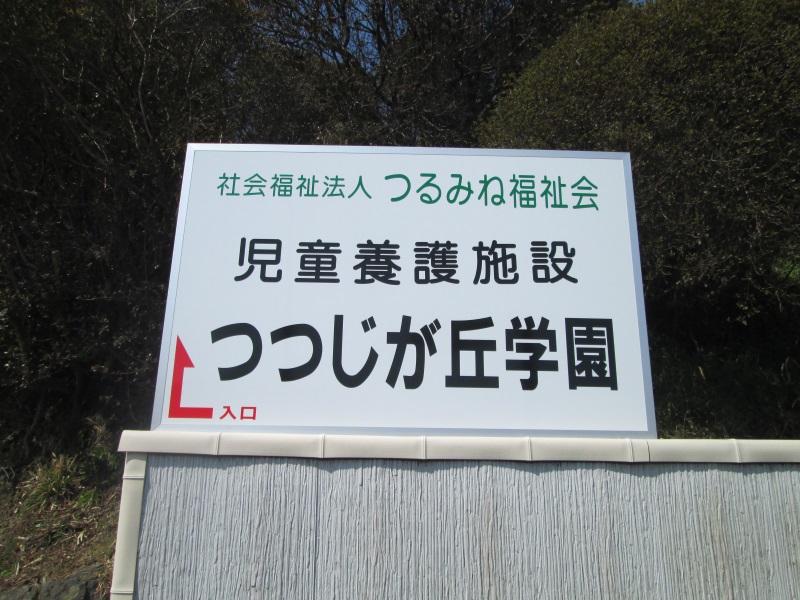 社会福祉法人 つるみね福祉会
児童養護施設
つつじが丘学園
入口